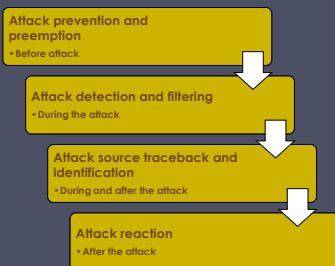 Attack prevention and
preemption
• Before attack
Attack detection and filtering
• During the attack
Attack source traceback and
identification
• During and after the attack
Attack reaction
• After the attack